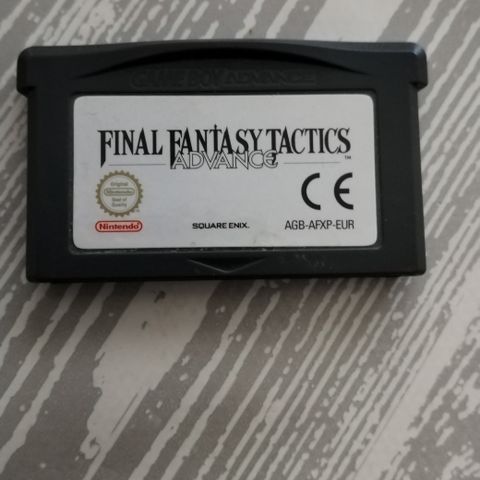 GAME BOY ADVANCE
FINAL FANTASY TACTICS
ADVANCE
TM
Original
Nintendo
Seal of
Quality
Nintendo
SQUARE ENIX.
CE
AGB-AFXP-EUR